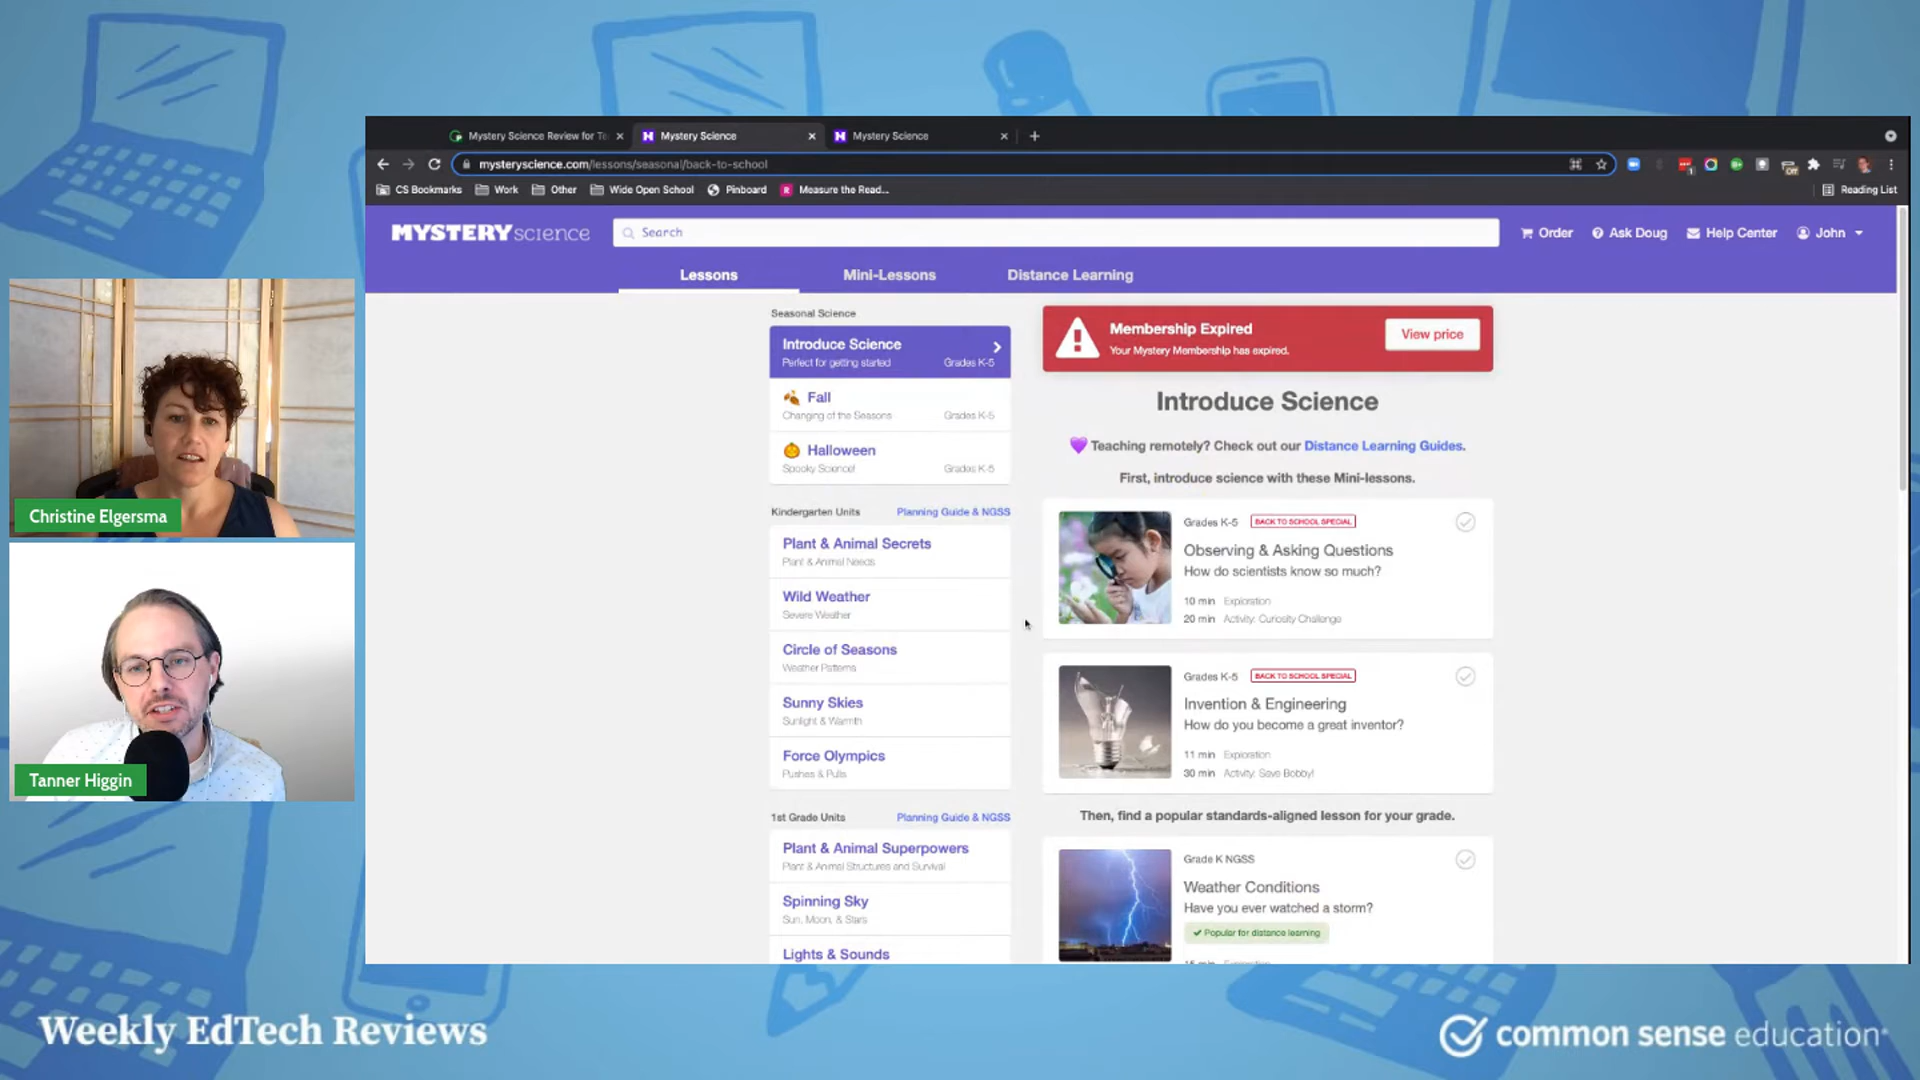 Mystery Science Review for Te
Mystery Science
Mystery Science
mysteryscience.com/lessons/seasonal/back-to-school
CS Bookmarks
Work
Other
Wide Open School
Pinboard
Measure the Read...
Reading List
MYSTERYscience
Search
Order
Ask Doug
Help Center
John
Lessons
Mini-Lessons
Distance Learning
Seasonal Science
Introduce Science
Perfect for getting started Grades K-5
Fall
Changing of the Seasons Grades K-5
Halloween
Spooky Science! Grades K-5
Kindergarten Units Planning Guide & NGSS
Plant & Animal Secrets
Plant & Animal Needs
Wild Weather
Severe Weather
Circle of Seasons
Weather Patterns
Sunny Skies
Sunlight & Warmth
Force Olympics
Pushes & Pulls
1st Grade Units Planning Guide & NGSS
Plant & Animal Superpowers
Plant & Animal Structures and Survival
Spinning Sky
Sun, Moon, & Stars
Lights & Sounds
Membership Expired
Your Mystery Membership has expired.
View price
Introduce Science
Teaching remotely? Check out our Distance Learning Guides.
First, introduce science with these Mini-lessons.
Grades K-5 BACK TO SCHOOL SPECIAL
Observing & Asking Questions
How do scientists know so much?
10 min Exploration
20 min Activity: Curiosity Challenge
Grades K-5 BACK TO SCHOOL SPECIAL
Invention & Engineering
How do you become a great inventor?
11 min Exploration
30 min Activity: Save Bobby!
Then, find a popular standards-aligned lesson for your grade.
Grade K NGSS
Weather Conditions
Have you ever watched a storm?
Popular for distance learning
Christine Elgersma
Tanner Higgin
Weekly EdTech Reviews
common sense education